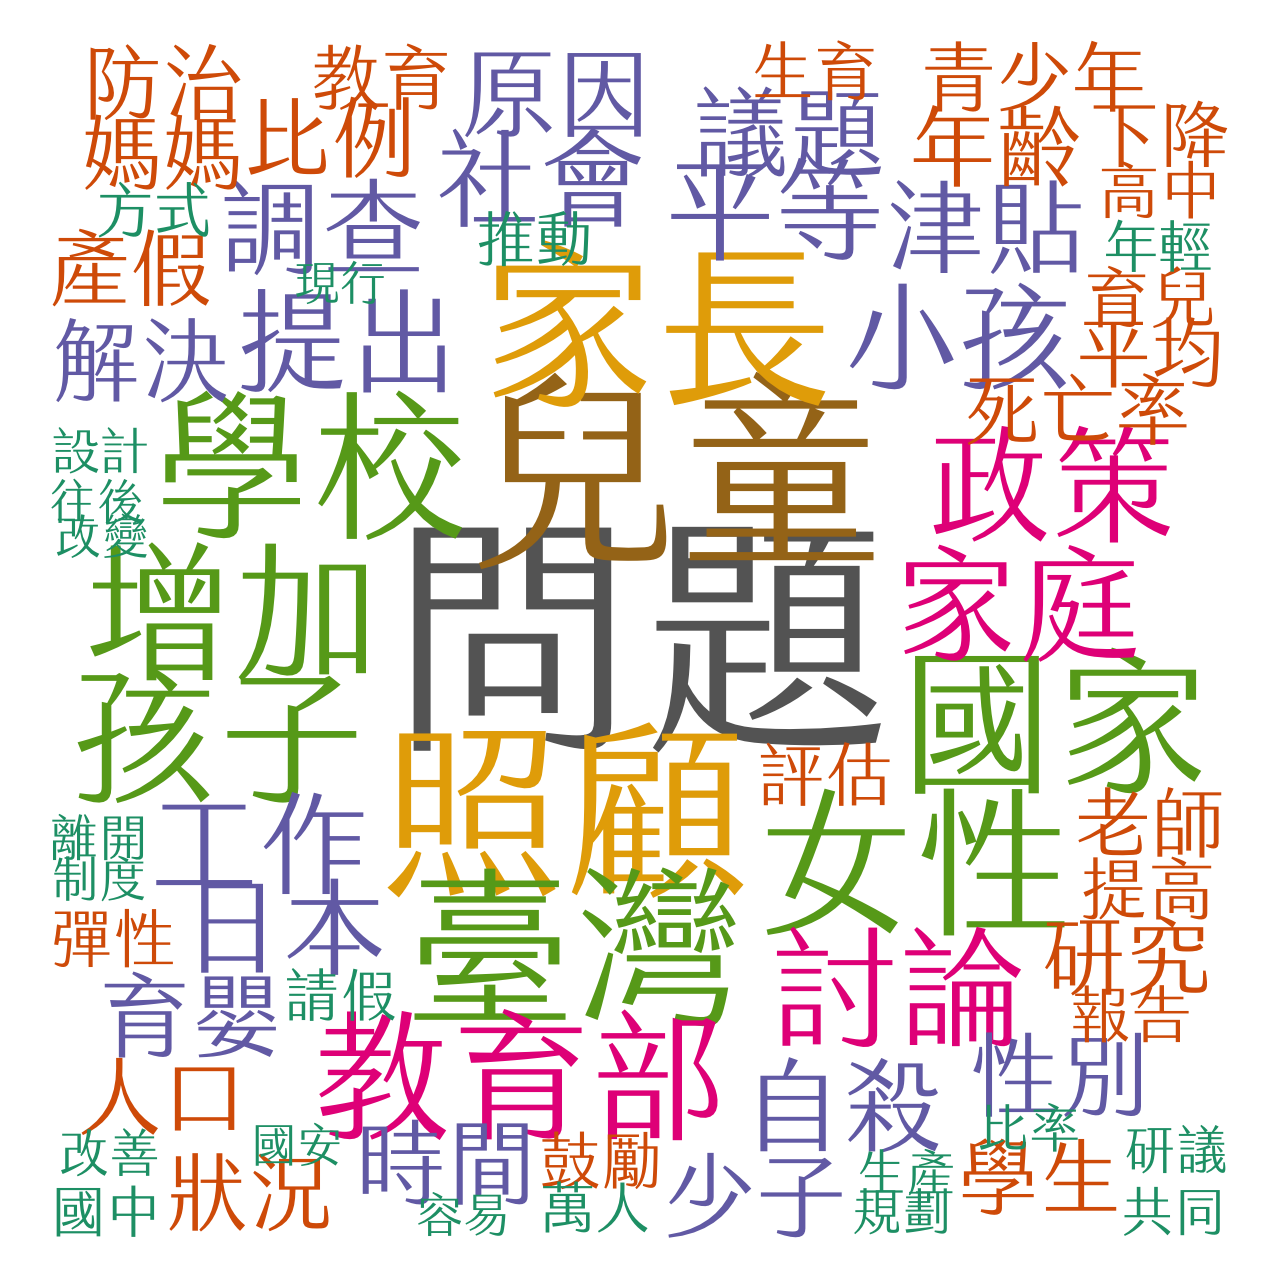 防治
教育
原因
生育
青少年
媽媽
比例
社會
議題
年齡
下降
方式
調查
推動
平等
津貼
高中
產假
現行
家長
年輕
解決
提出
小孩
育兒
平均
學校
兒童
死亡率
設計
政策
往後
改變
增加
問題
家庭
孩子
照顧
評估
國家
離開
工作
女性
老師
制度
日本
臺灣
提高
彈性
討論
研究
育嬰
請假
報告
教育部
人口
自殺
性別
改善
國安
時間
鼓勵
少子
生產
比率
研議
國中
狀況
容易
萬人
規劃
學生
共同